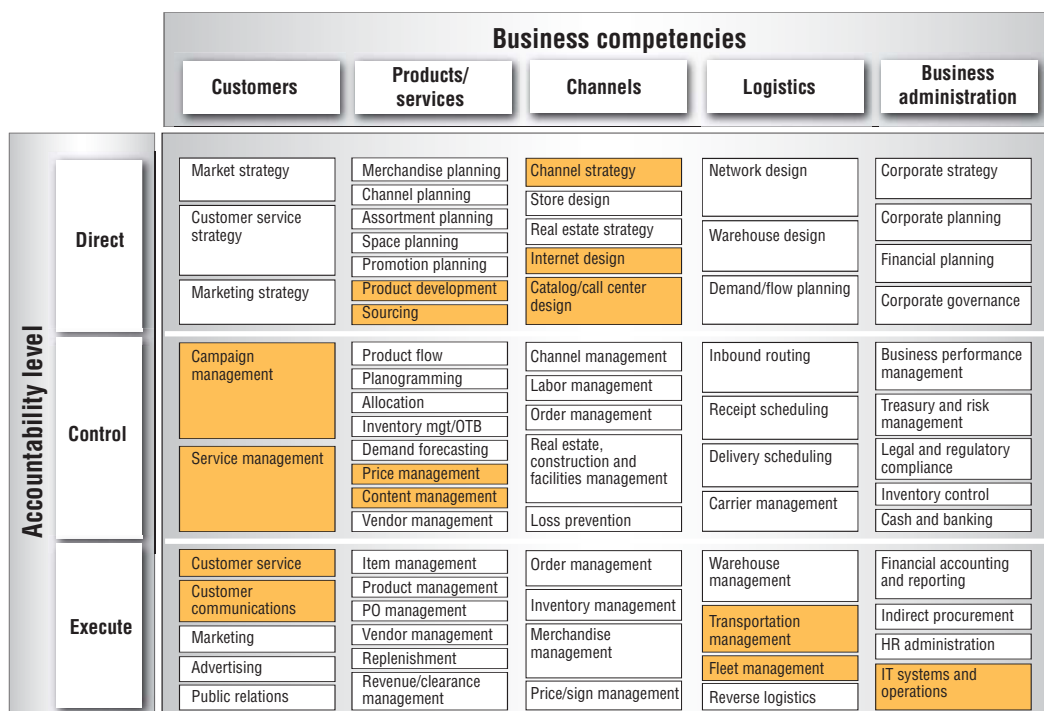 Business competencies
Customers
Products/
services
Channels
Logistics
Business
administration
Accountability level
Direct
Market strategy
Customer service
strategy
Marketing strategy
Merchandise planning
Channel planning
Assortment planning
Space planning
Promotion planning
Product development
Sourcing
Channel strategy
Store design
Real estate strategy
Internet design
Catalog/call center
design
Network design
Warehouse design
Demand/flow planning
Corporate strategy
Corporate planning
Financial planning
Corporate governance
Control
Campaign
management
Service management
Product flow
Planogramming
Allocation
Inventory mgt/OTB
Demand forecasting
Price management
Content management
Vendor management
Channel management
Labor management
Order management
Real estate,
construction and
facilities management
Loss prevention
Inbound routing
Receipt scheduling
Delivery scheduling
Carrier management
Business performance
management
Treasury and risk
management
Legal and regulatory
compliance
Inventory control
Cash and banking
Execute
Customer service
Customer
communications
Marketing
Advertising
Public relations
Item management
Product management
PO management
Vendor management
Replenishment
Revenue/clearance
management
Order management
Inventory management
Merchandise
management
Price/sign management
Warehouse
management
Transportation
management
Fleet management
Reverse logistics
Financial accounting
and reporting
Indirect procurement
HR administration
IT systems and
operations